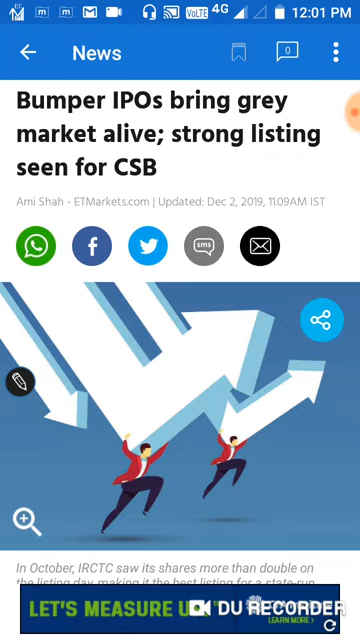 VoLTE 4G 12:01 PM
News
0
Bumper IPOs bring grey
market alive; strong listing
seen for CSB
Ami Shah - ETMarkets.com | Updated: Dec 2, 2019, 11.09AM IST
sms
In October, IRCTC saw its shares more than double on
the listing day, making it the best listing for a state-run
LET'S MEASURE U
DU RECORDER
LEARN MORE